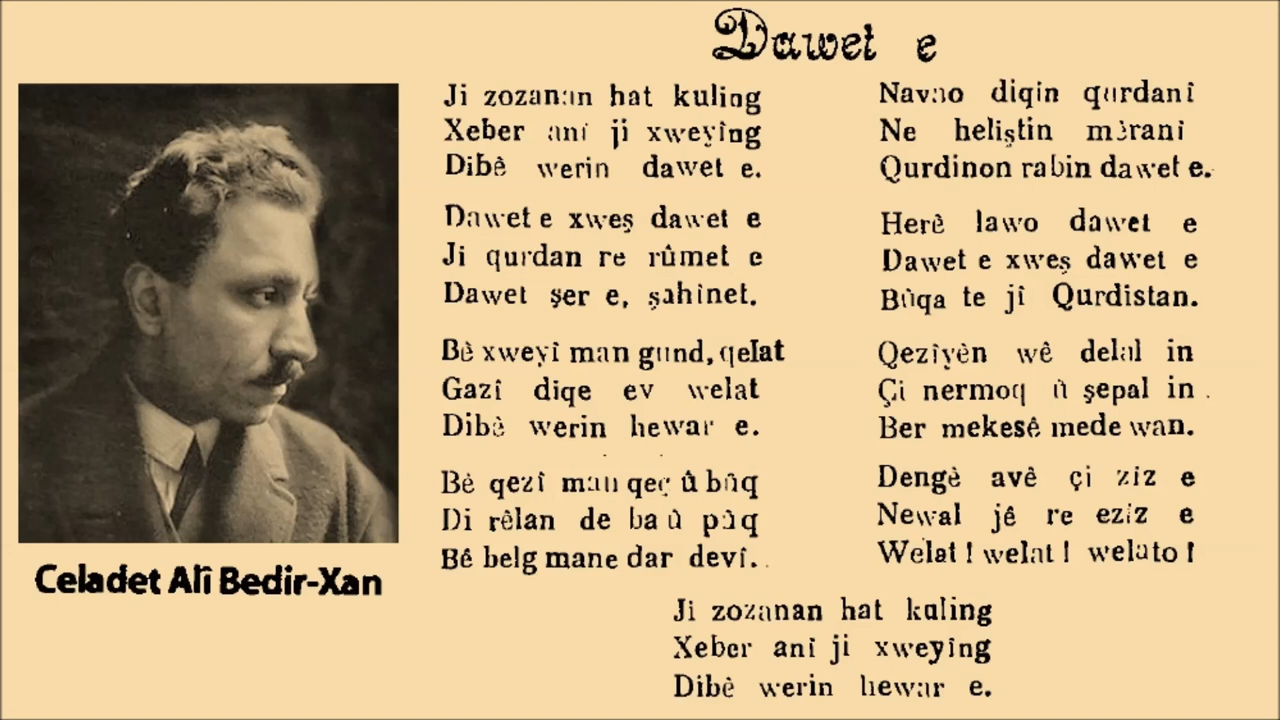 Dawet e
Ji zozanan hat kuling
Xeber anî ji xweyîng
Dibê werin dawet e.
Dawet e xweş dawet e
Ji qurdan re rûmet e
Dawet şer e, şahînet.
Bê xweyî man gund, qelat
Gazî diqe ev welat
Dibê werin hewar e.
Bê qezî man qeç û bûq
Di rêlan de ba û pûq
Bê belg mane dar devî.
Navao diqin qurdanî
Ne heliştin mêranî
Qurdinon rabin dawet e.
Herê lawo dawet e
Dawet e xweş dawet e
Bûqa te jî Qurdistan.
Qezîyên wê delal in
Çi nermoq û şepal in.
Ber mekesê mede wan.
Dengê avê çi ziz e
Newal jê re eziz e
Welat! welat! welato!
Ji zozanan hat kuling
Xeber anî ji xweyîng
Dibê werin hewar e.
Celadet Alî Bedir-Xan